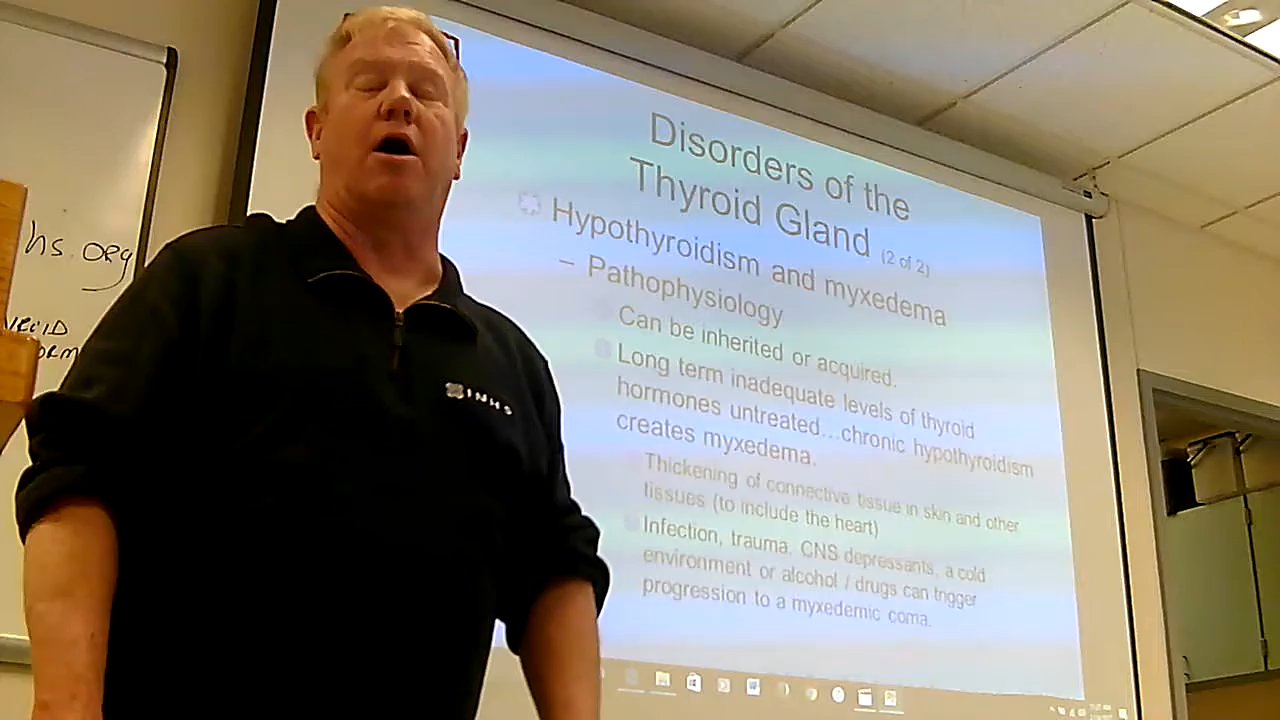 hs.org
Disorders of the
Thyroid Gland (2 of 2)
Hypothyroidism and myxedema
– Pathophysiology
Can be inherited or acquired.
Long term inadequate levels of thyroid
hormones untreated...chronic hypothyroidism
creates myxedema.
Thickening of connective tissue in skin and other
tissues (to include the heart)
Infection, trauma, CNS depressants, a cold
environment or alcohol / drugs can trigger
progression to a myxedemic coma.
INHS